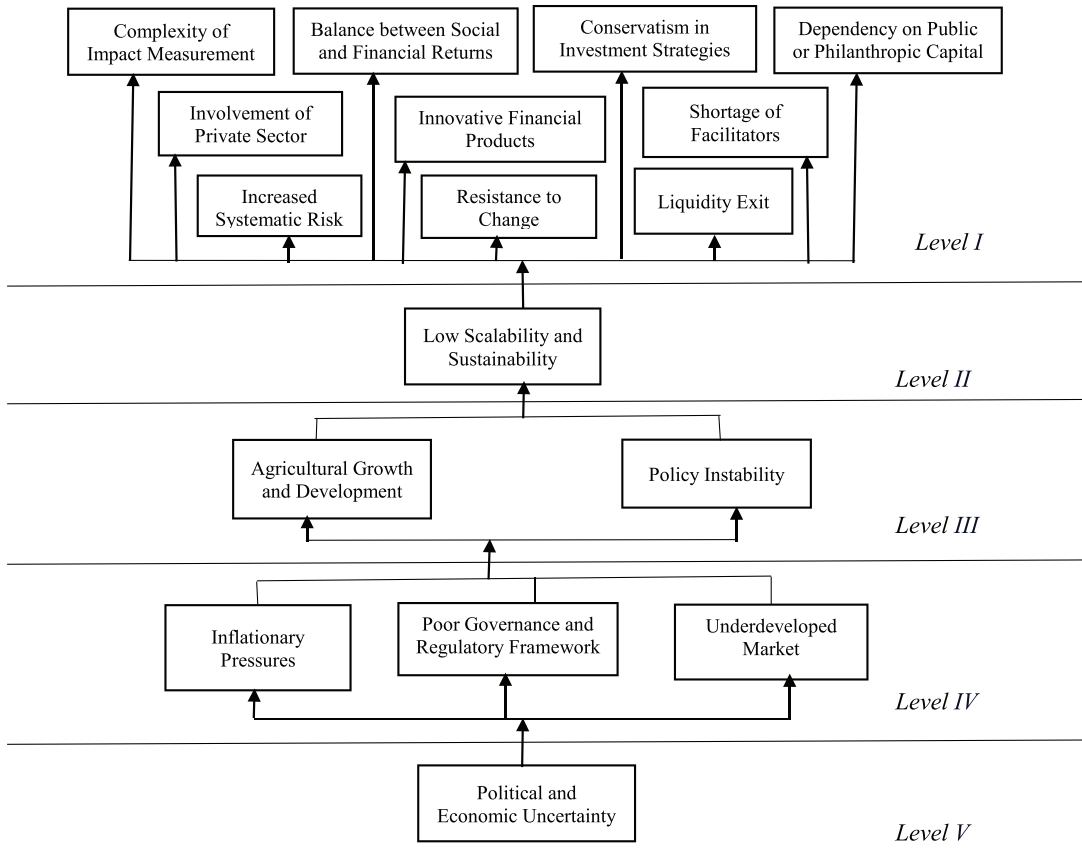 Complexity of
Impact Measurement
Balance between Social
and Financial Returns
Conservatism in
Investment Strategies
Dependency on Public
or Philanthropic Capital
Involvement of
Private Sector
Innovative Financial
Products
Shortage of
Facilitators
Increased
Systematic Risk
Resistance to
Change
Liquidity Exit
Level I
Low Scalability and
Sustainability
Level II
Agricultural Growth
and Development
Policy Instability
Level III
Inflationary
Pressures
Poor Governance and
Regulatory Framework
Underdeveloped
Market
Level IV
Political and
Economic Uncertainty
Level V